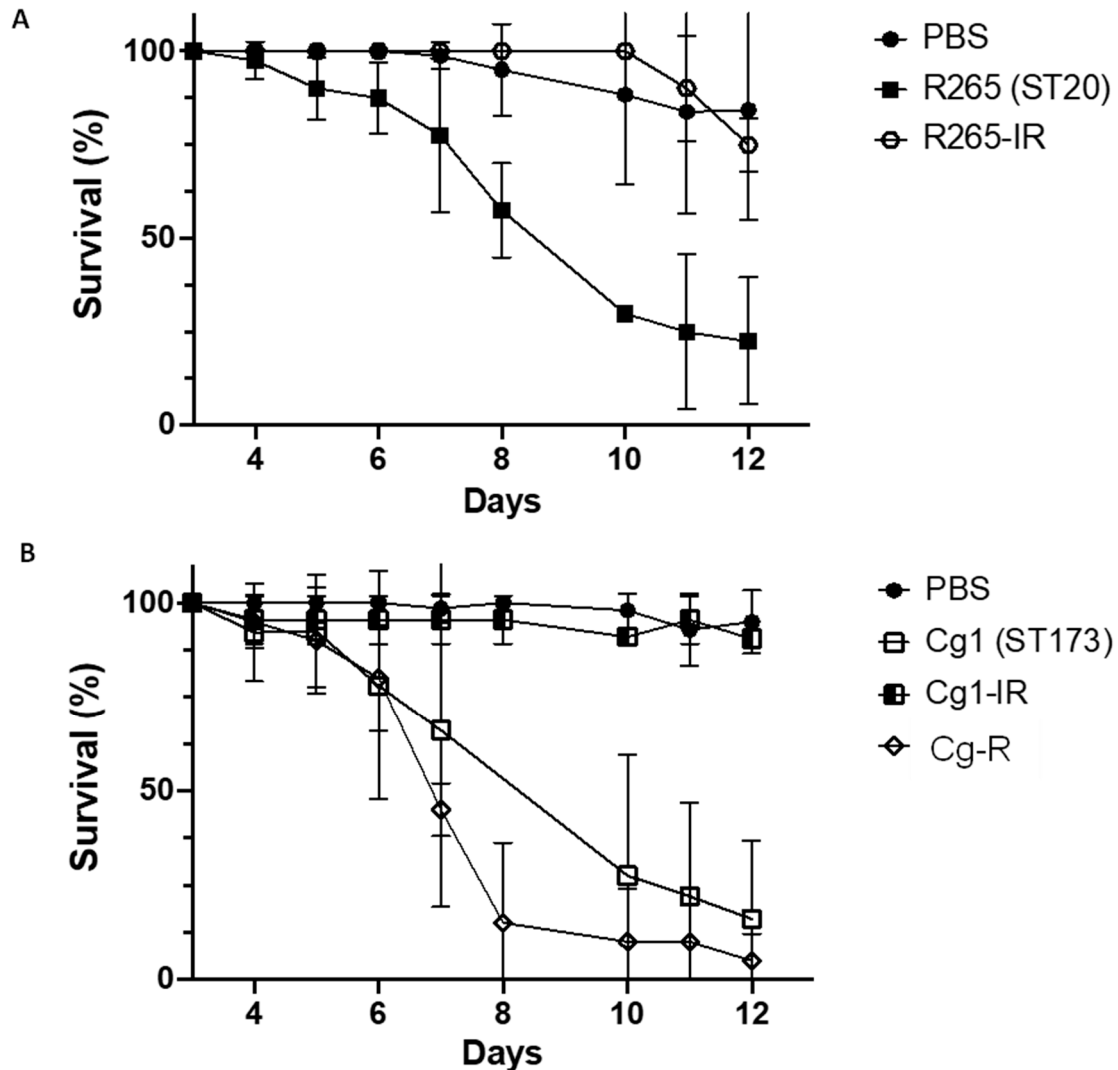 A
100
50
0
Survival (%)
4 6 8 10 12
Days
PBS
R265 (ST20)
R265-IR
B
100
50
0
Survival (%)
4 6 8 10 12
Days
PBS
Cg1 (ST173)
Cg1-IR
Cg-R